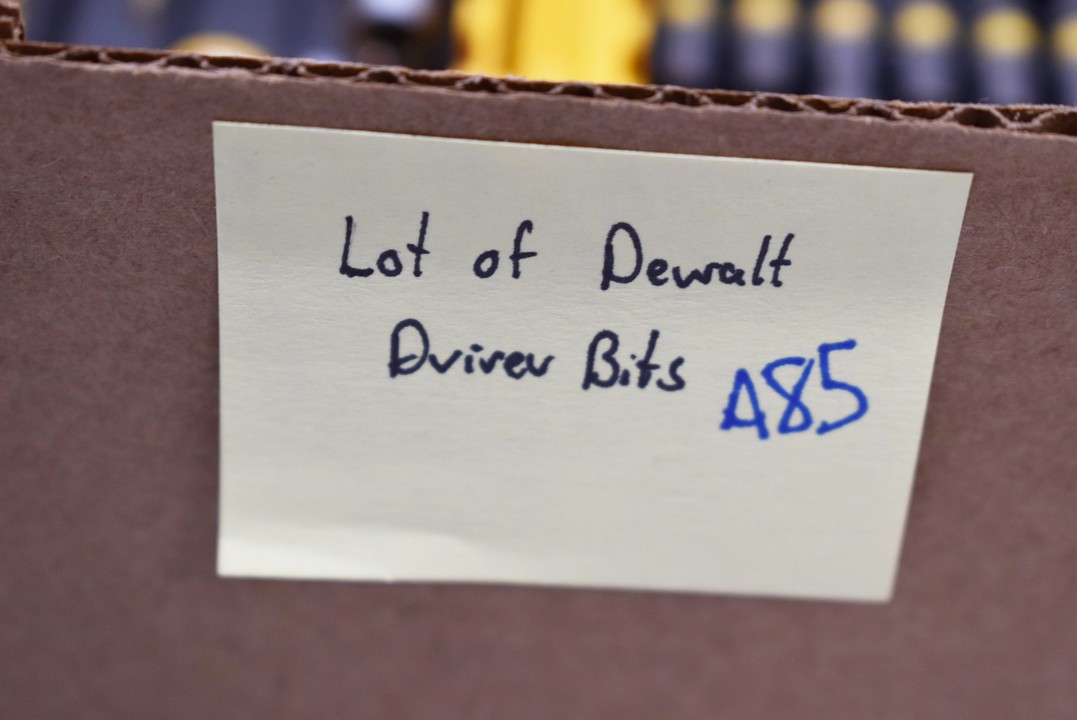 Lot of Dewalt
Driver Bits A85